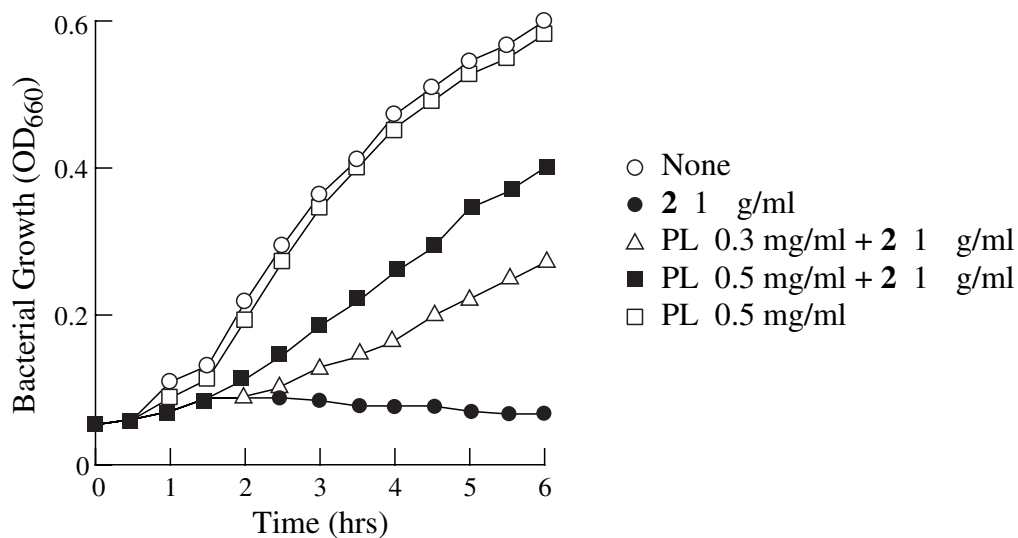 0.6
0.4
0.2
0
Bacterial Growth (OD660)
0 1 2 3 4 5 6
Time (hrs)
None
2 1 g/ml
PL 0.3 mg/ml + 2 1 g/ml
PL 0.5 mg/ml + 2 1 g/ml
PL 0.5 mg/ml